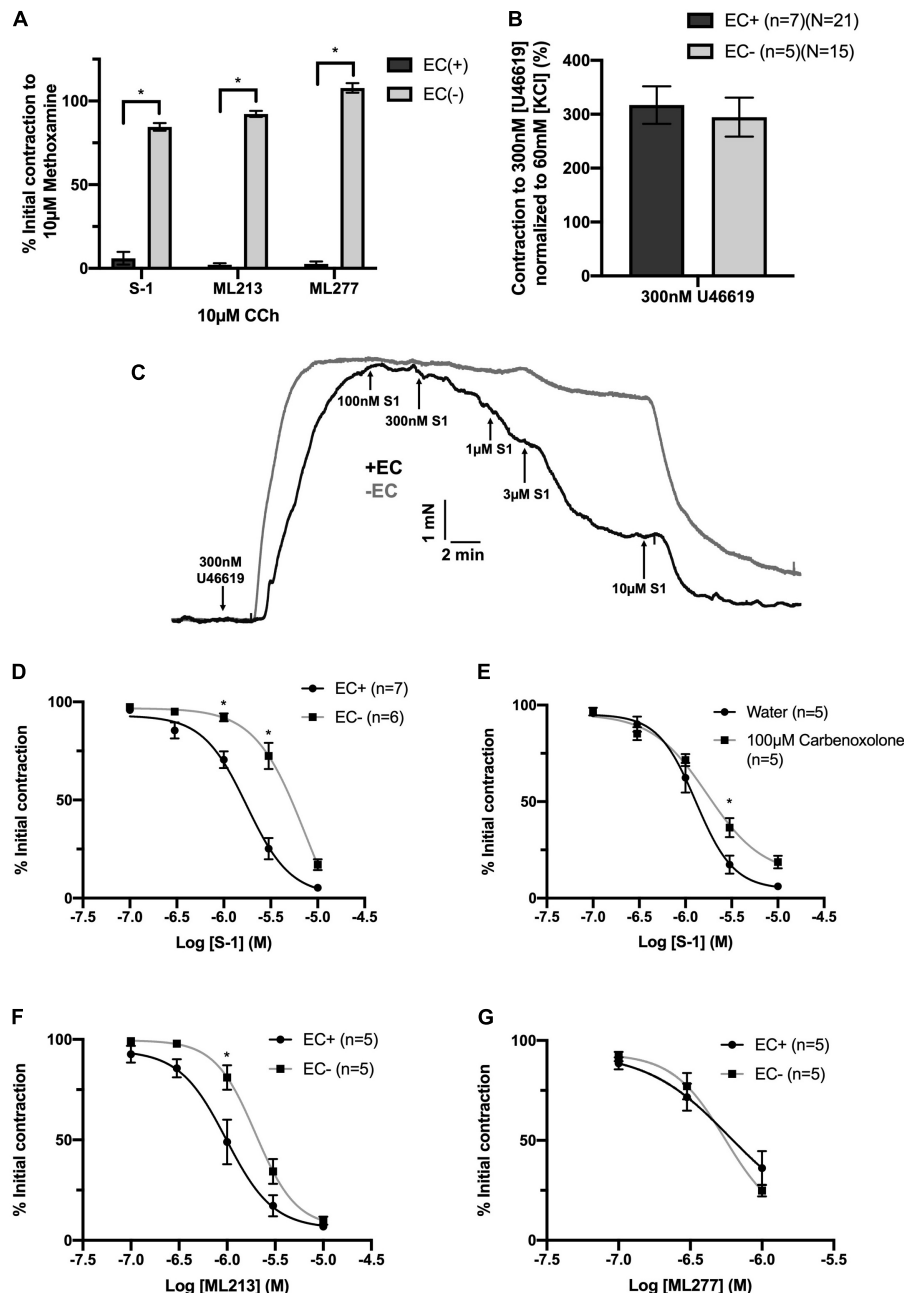 A
% Initial contraction to
10µM Methoxamine
100
50
0
*
*
*
EC(+)
EC(-)
S-1
ML213
ML277
10µM CCh
B
Contraction to 300nM [U46619]
normalized to 60mM [KCl] (%)
EC+ (n=7)(N=21)
EC- (n=5)(N=15)
400
300
200
100
0
300nM U46619
C
100nM S1
300nM S1
1µM S1
3µM S1
10µM S1
+EC
-EC
1 mN
2 min
300nM
U46619
D
% Initial contraction
100
50
0
EC+ (n=7)
EC- (n=6)
*
*
-7.5
-7.0
-6.5
-6.0
-5.5
-5.0
-4.5
Log [S-1] (M)
E
% Initial contraction
100
50
0
Water (n=5)
100µM Carbenoxolone
(n=5)
*
-7.5
-7.0
-6.5
-6.0
-5.5
-5.0
-4.5
Log [S-1] (M)
F
% Initial contraction
100
50
0
EC+ (n=5)
EC- (n=5)
*
-7.5
-7.0
-6.5
-6.0
-5.5
-5.0
-4.5
Log [ML213] (M)
G
% Initial contraction
100
50
0
EC+ (n=5)
EC- (n=5)
-7.5
-7.0
-6.5
-6.0
-5.5
Log [ML277] (M)